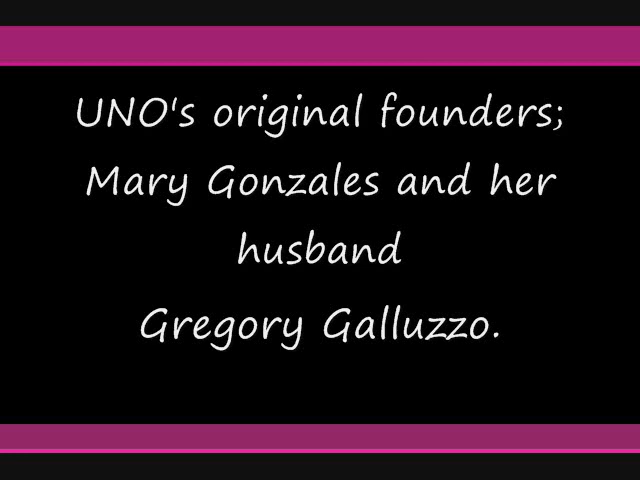 UNO's original founders;
Mary Gonzales and her
husband
Gregory Galluzzo.